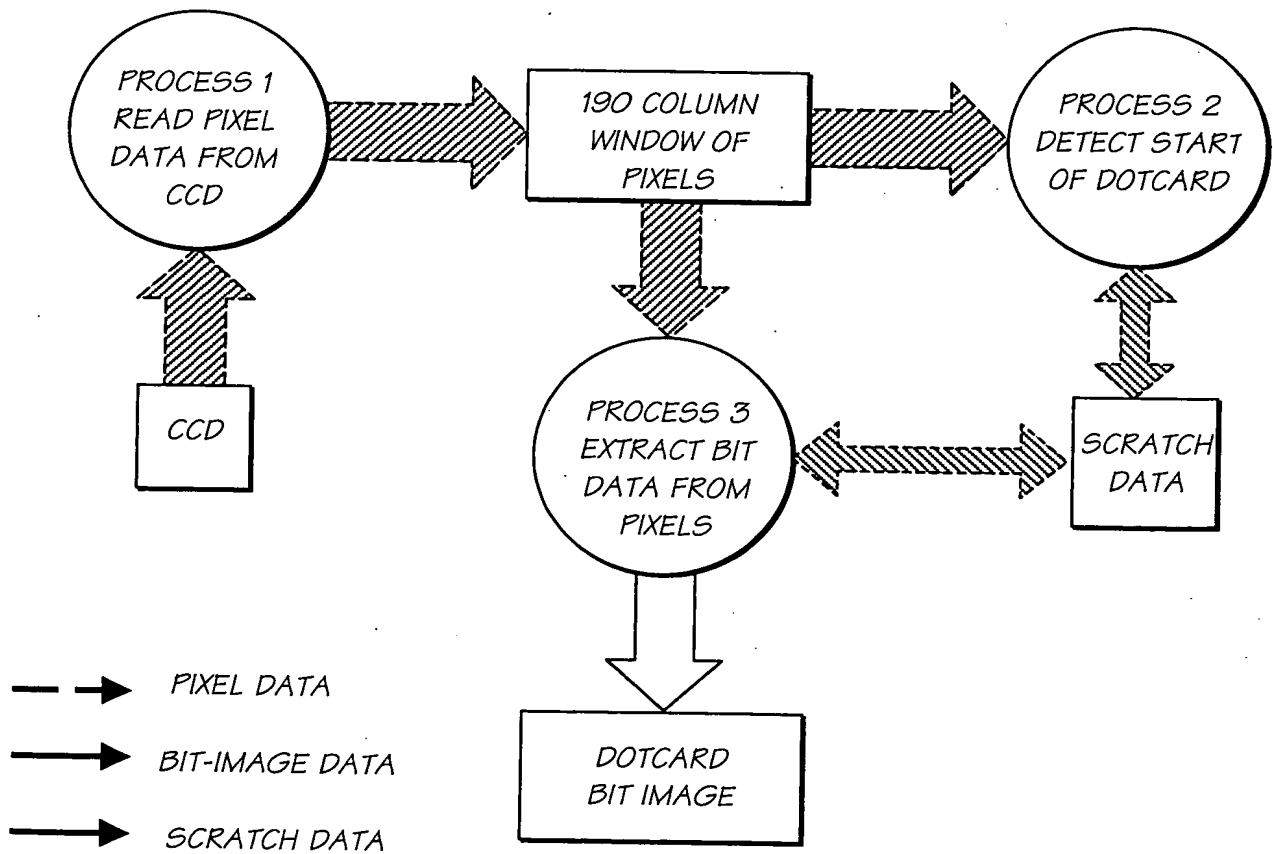 PROCESS 1
READ PIXEL
DATA FROM
CCD
190 COLUMN
WINDOW OF
PIXELS
PROCESS 2
DETECT START
OF DOTCARD
CCD
PROCESS 3
EXTRACT BIT
DATA FROM
PIXELS
SCRATCH
DATA
DOTCARD
BIT IMAGE
PIXEL DATA
BIT-IMAGE DATA
SCRATCH DATA